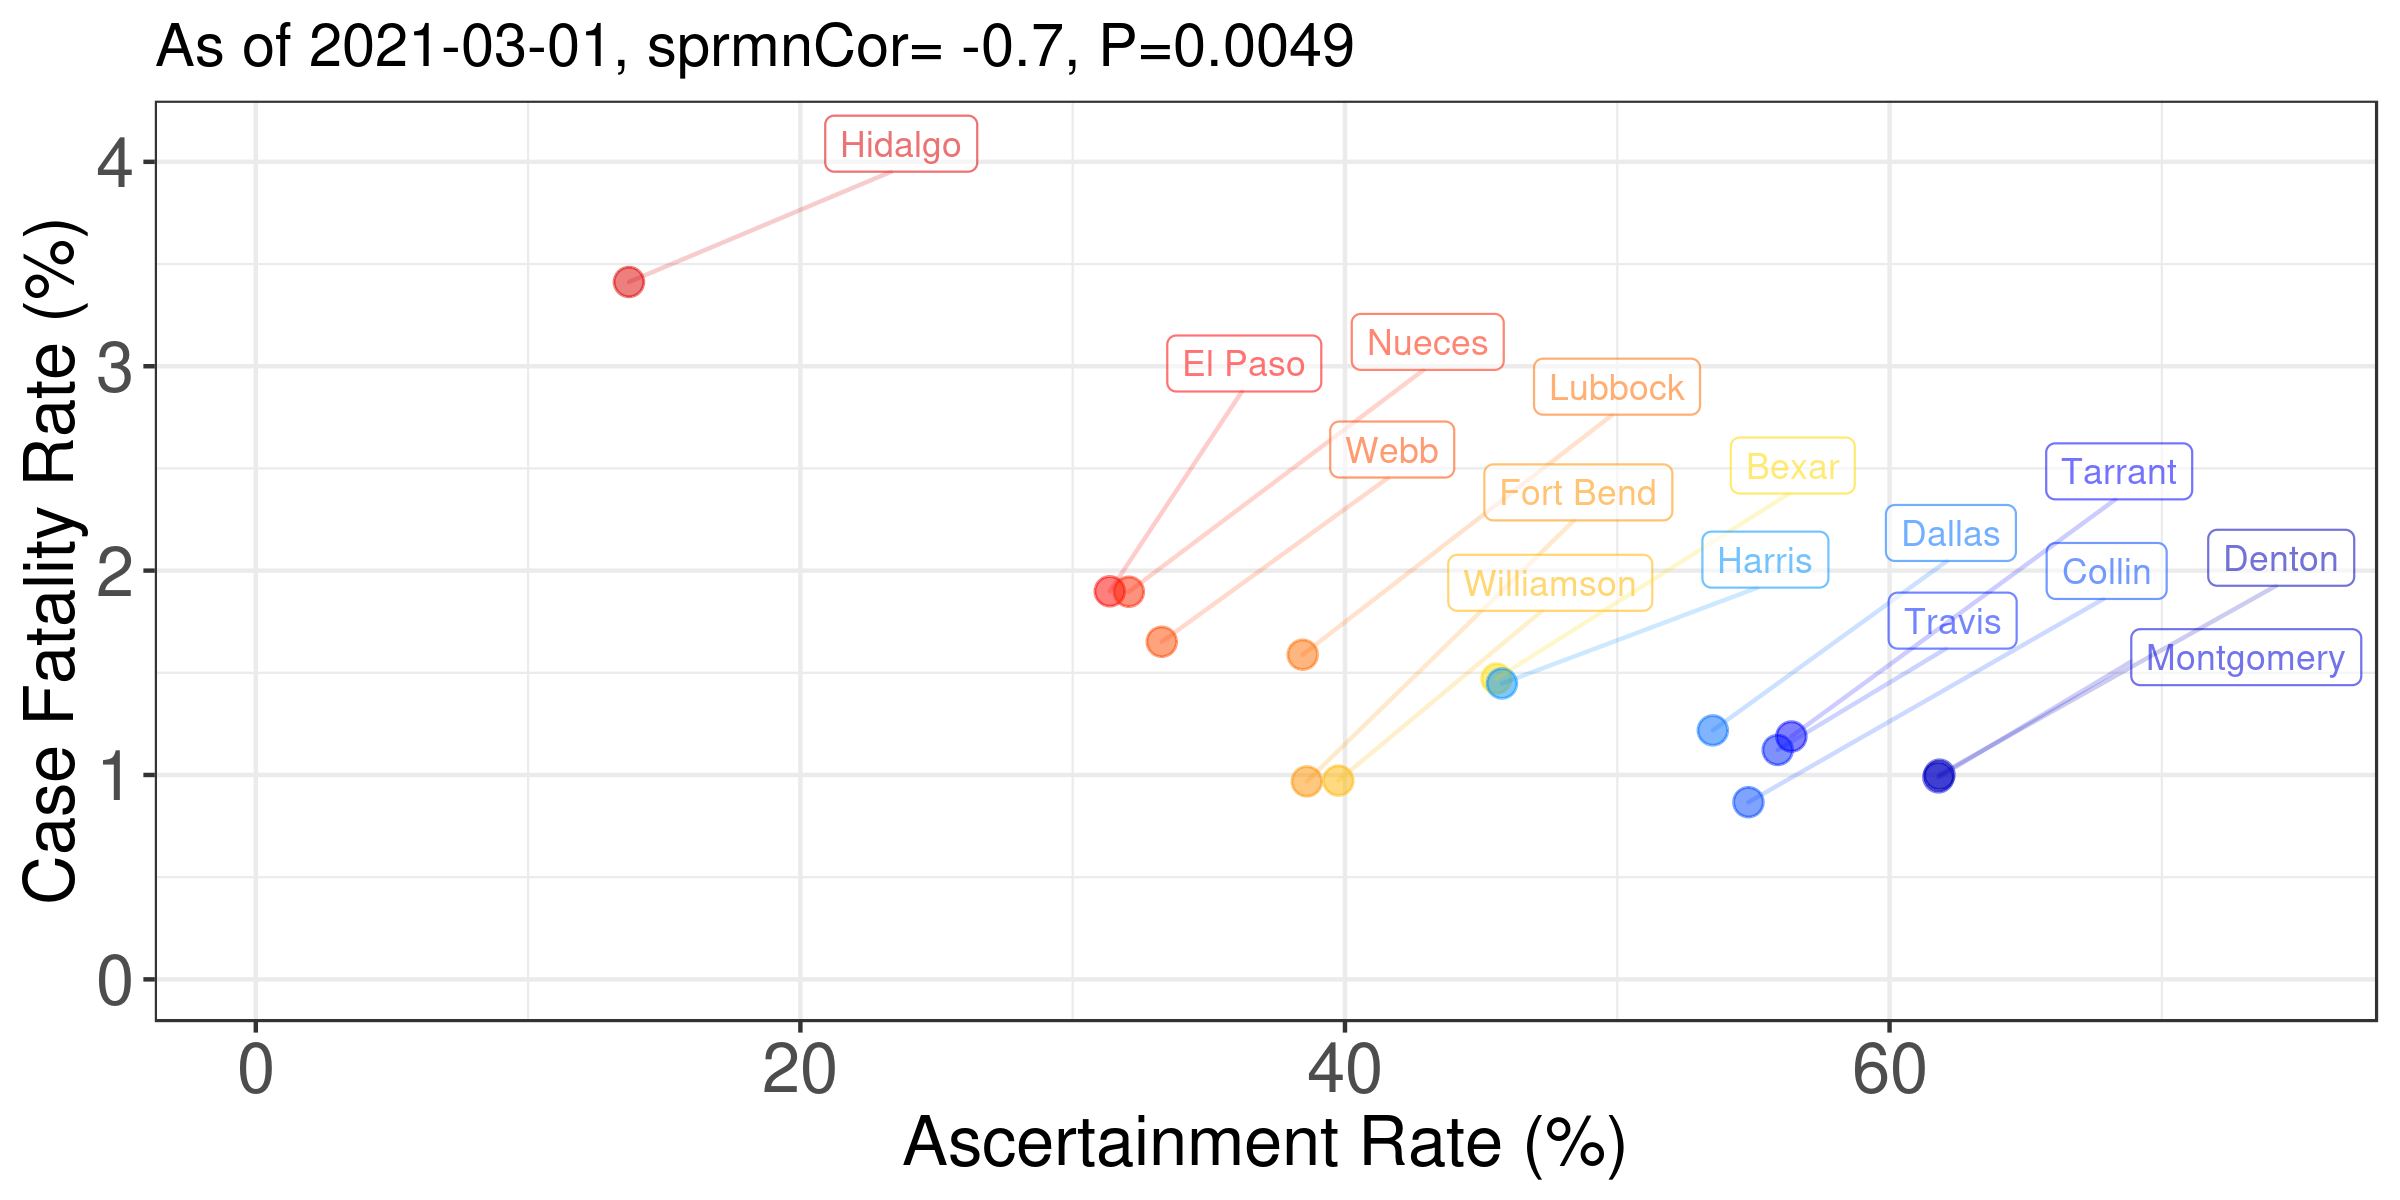 As of 2021-03-01, sprmnCor= -0.7, P=0.0049
Case Fatality Rate (%)
4
3
2
1
0
Hidalgo
El Paso
Nueces
Webb
Lubbock
Fort Bend
Williamson
Bexar
Harris
Dallas
Tarrant
Collin
Travis
Denton
Montgomery
0
20
40
60
Ascertainment Rate (%)